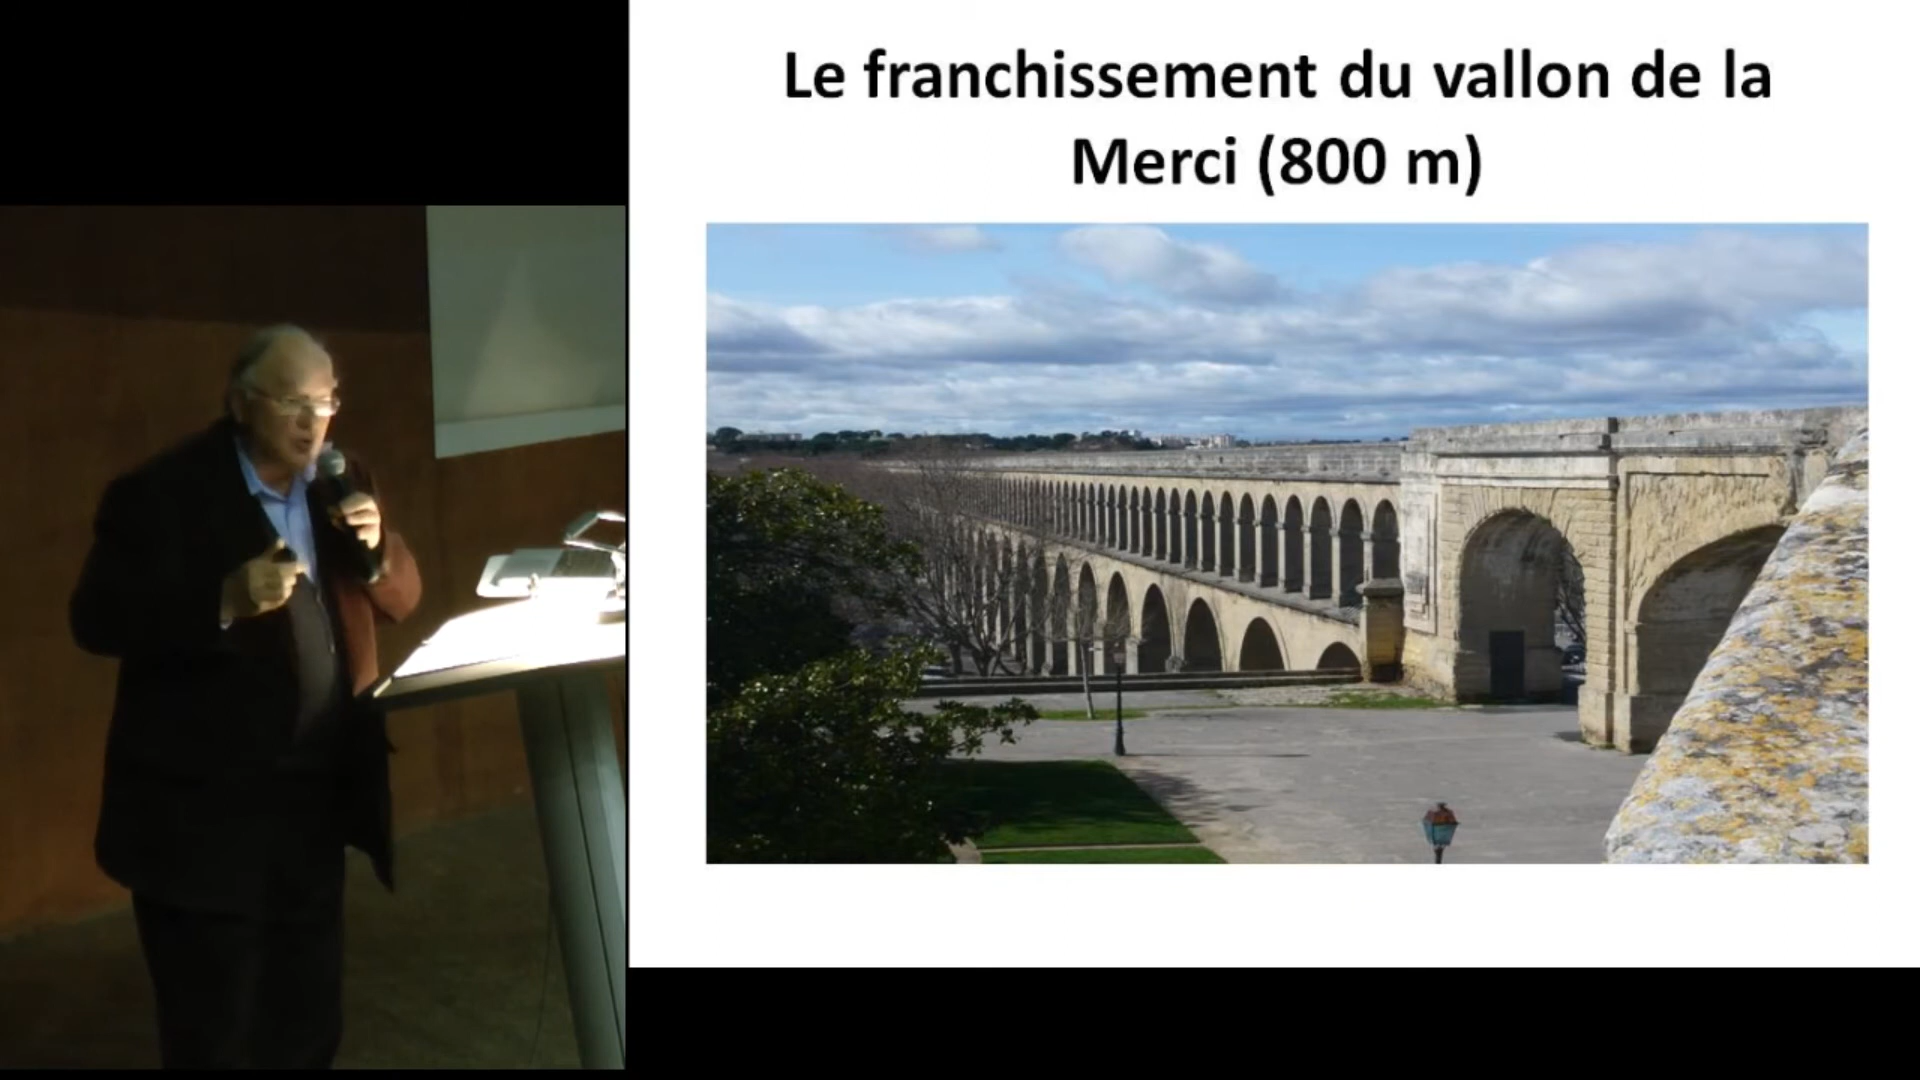 Le franchissement du vallon de la
Merci (800 m)